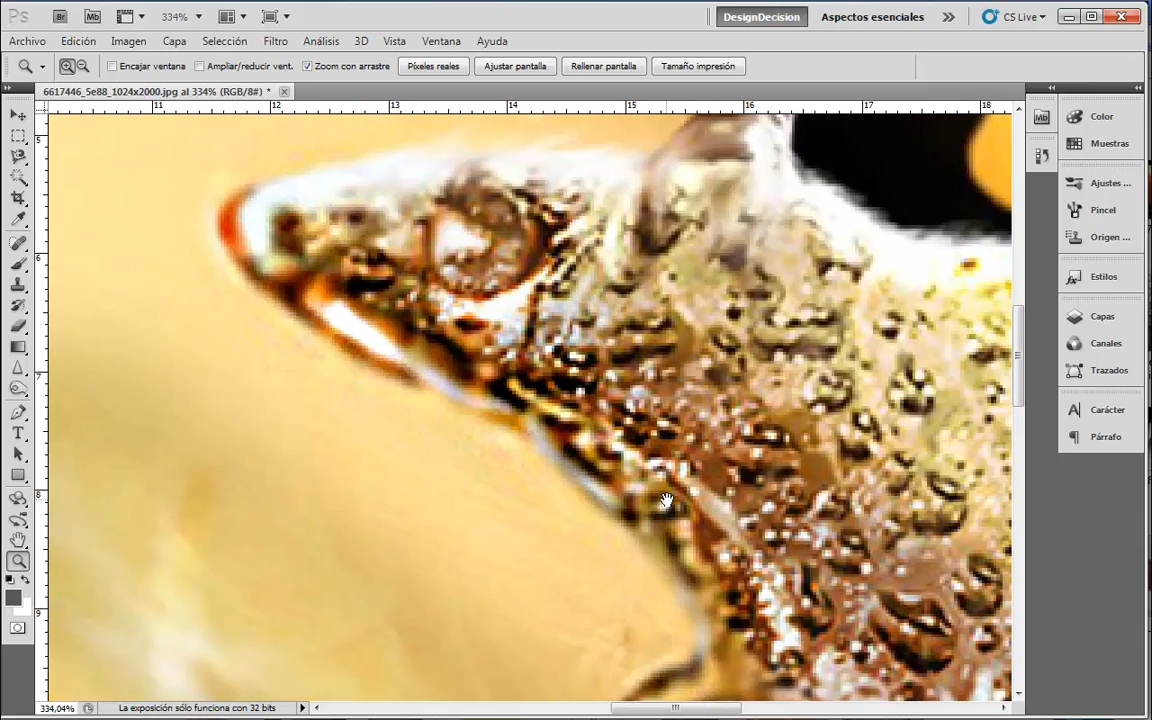 Ps Br Mb 334% DesignDecision Aspectos esenciales CS Live
Archivo Edición Imagen Capa Selección Filtro Análisis 3D Vista Ventana Ayuda
Encajar ventana Ampliar/reducir vent. Zoom con arrastre Píxeles reales Ajustar pantalla Rellenar pantalla Tamaño impresión
6617446_5e88_1024x2000.jpg al 334% (RGB/8#) *
11 12 13 14 15 16 17 18
5
6
7
8
9
Mb
Color
Muestras
Ajustes ...
Pincel
Origen ...
Estilos
Capas
Canales
Trazados
Carácter
Párrafo
334,04% La exposición sólo funciona con 32 bits